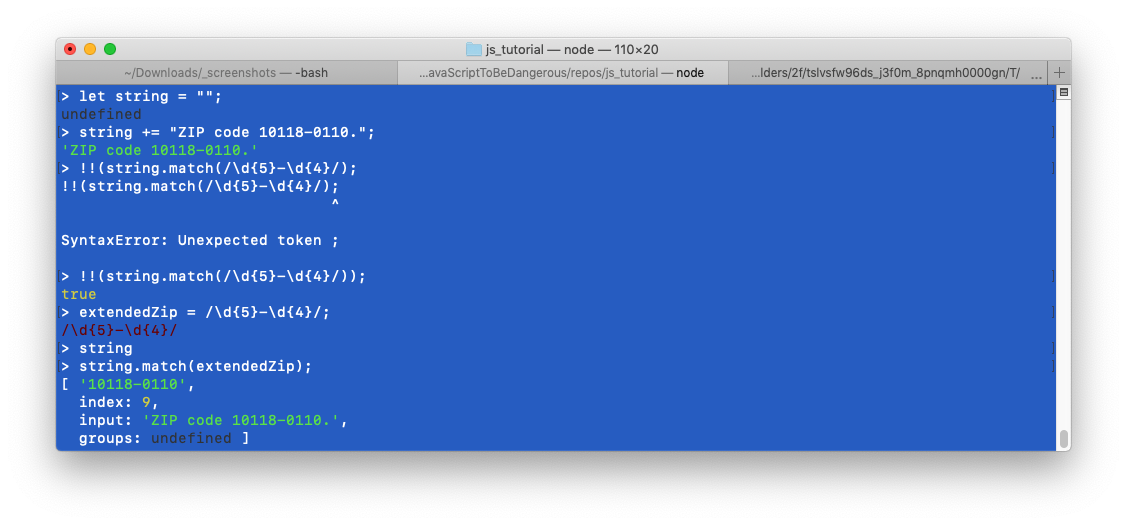 js_tutorial — node — 110×20
~/Downloads/_screenshots — -bash
...avaScriptToBeDangerous/repos/js_tutorial — node
...lders/2f/tslvsfw96ds_j3f0m_8pnqmh0000gn/T/ ...
> let string = "";
undefined
> string += "ZIP code 10118-0110.";
'ZIP code 10118-0110.'
> !!(string.match(/\d{5}-\d{4}/);
!!(string.match(/\d{5}-\d{4}/);
^
SyntaxError: Unexpected token ;
> !!(string.match(/\d{5}-\d{4}/));
true
> extendedZip = /\d{5}-\d{4}/;
/\d{5}-\d{4}/
> string
> string.match(extendedZip);
[ '10118-0110',
index: 9,
input: 'ZIP code 10118-0110.',
groups: undefined ]